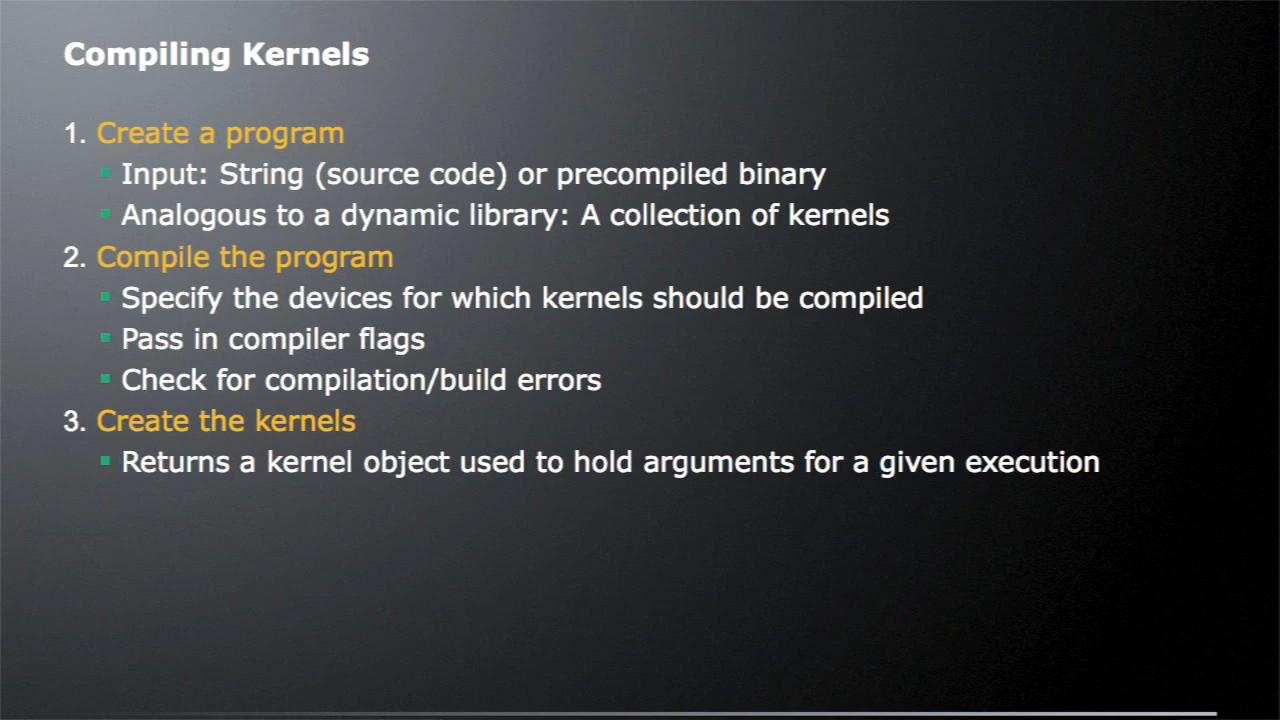 Compiling Kernels
1. Create a program
Input: String (source code) or precompiled binary
Analogous to a dynamic library: A collection of kernels
2. Compile the program
Specify the devices for which kernels should be compiled
Pass in compiler flags
Check for compilation/build errors
3. Create the kernels
Returns a kernel object used to hold arguments for a given execution